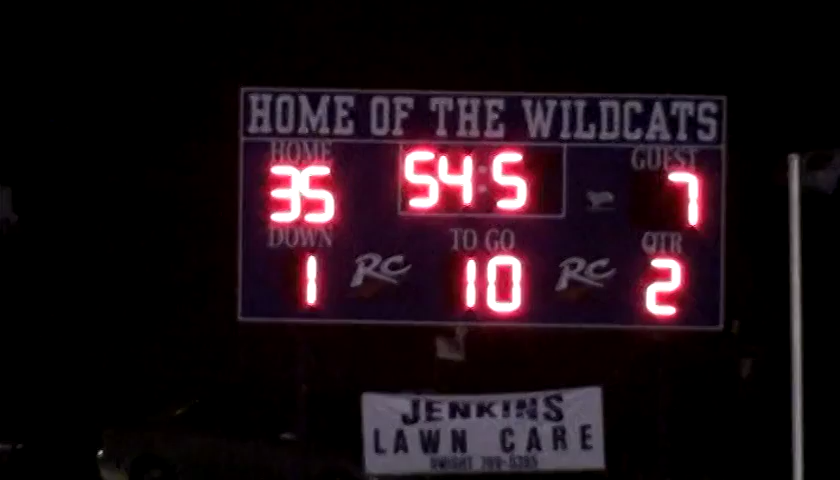 HOME OF THE WILDCATS
HOME GUEST
35 54:5 7
DOWN TO GO QTR
1 RC 10 RC 2
JENKINS
LAWN CARE
DWIGHT